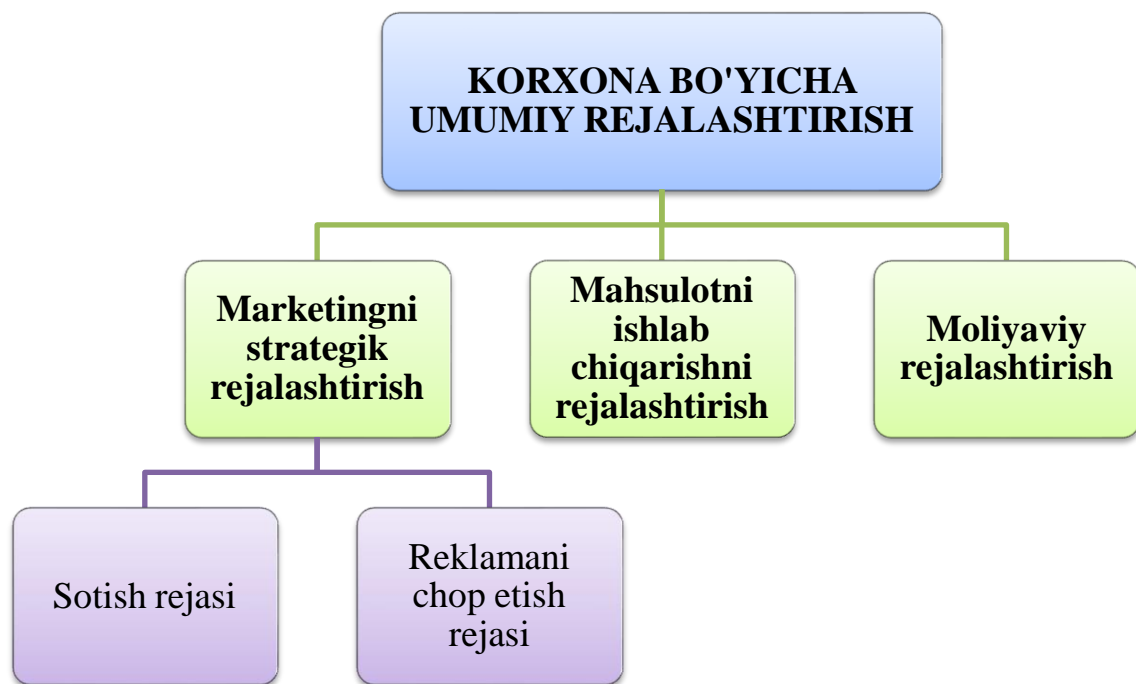 KORXONA BO'YICHA
UMUMIY REJALASHTIRISH
Marketingni
strategik
rejalashtirish
Mahsulotni
ishlab
chiqarishni
rejalashtirish
Moliyaviy
rejalashtirish
Sotish rejasi
Reklamani
chop etish
rejasi